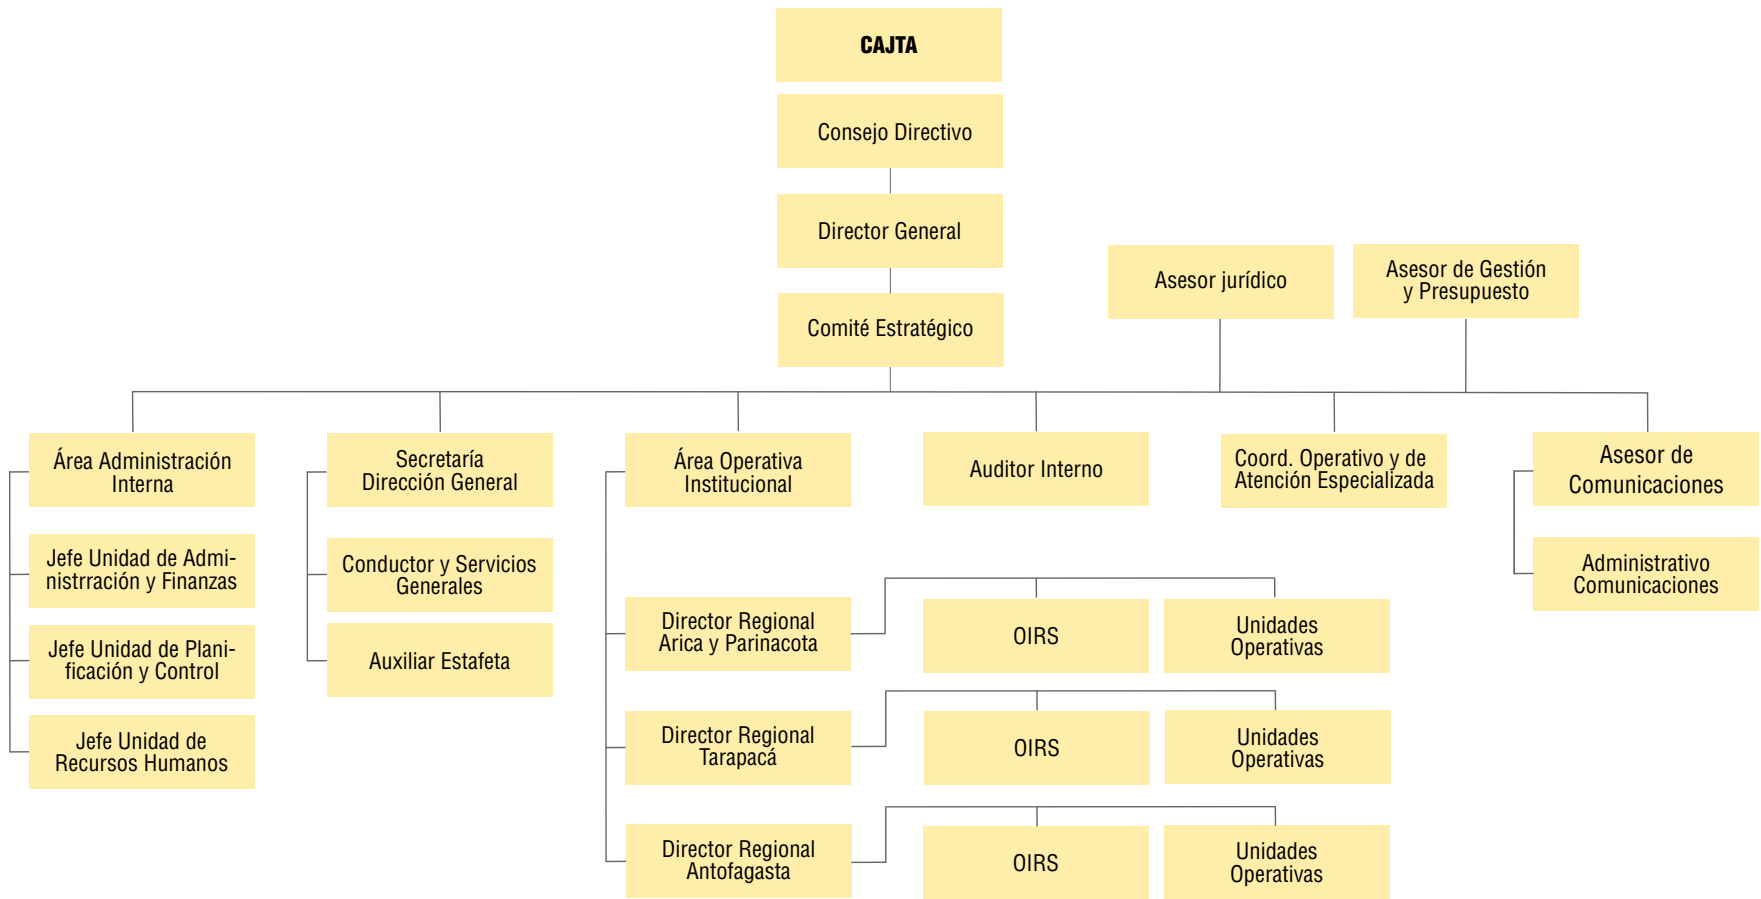 CAJTA
Consejo Directivo
Director General
Asesor jurídico
Asesor de Gestión
y Presupuesto
Comité Estratégico
Área Administración
Interna
Secretaría
Dirección General
Área Operativa
Institucional
Auditor Interno
Coord. Operativo y de
Atención Especializada
Asesor de
Comunicaciones
Jefe Unidad de Admi-
nistrración y Finanzas
Conductor y Servicios
Generales
Administrativo
Comunicaciones
Jefe Unidad de Plani-
ficación y Control
Auxiliar Estafeta
Director Regional
Arica y Parinacota
OIRS
Unidades
Operativas
Jefe Unidad de
Recursos Humanos
Director Regional
Tarapacá
OIRS
Unidades
Operativas
Director Regional
Antofagasta
OIRS
Unidades
Operativas